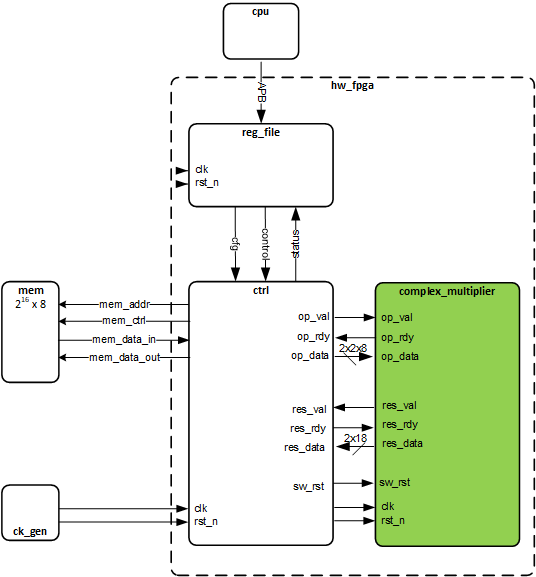 cpu
APB
hw_fpga
reg_file
clk
rst_n
cfg
control
status
mem
2^16 x 8
mem_addr
mem_ctrl
mem_data_in
mem_data_out
ctrl
op_val
op_rdy
op_data
res_val
res_rdy
res_data
sw_rst
clk
rst_n
2x2x8
2x18
complex_multiplier
op_val
op_rdy
op_data
res_val
res_rdy
res_data
sw_rst
clk
rst_n
ck_gen